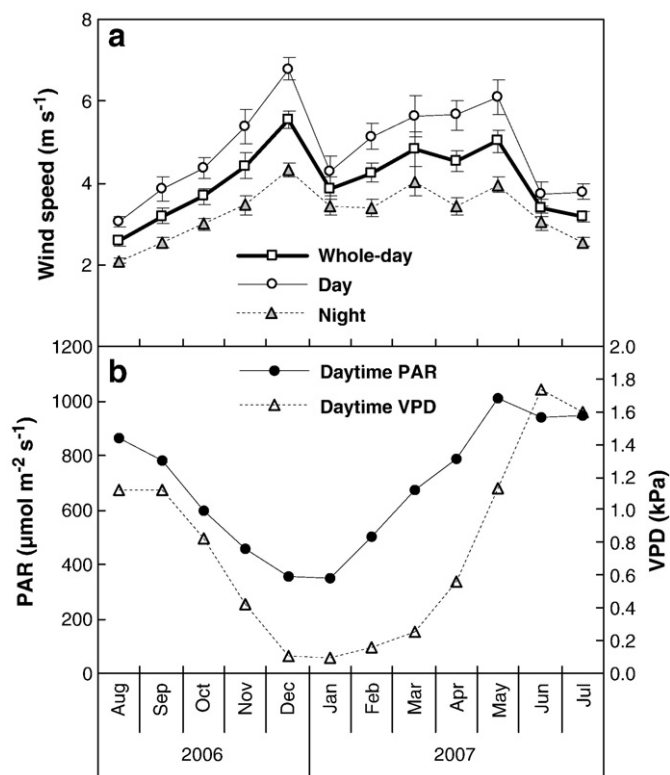 a
8
6
4
2
Wind speed (m s⁻¹)
Whole-day
Day
Night
b
1200
1000
800
600
400
200
0
PAR (µmol m⁻² s⁻¹)
Daytime PAR
Daytime VPD
2.0
1.8
1.6
1.4
1.2
1.0
0.8
0.6
0.4
0.2
0.0
VPD (kPa)
Aug Sep Oct Nov Dec Jan Feb Mar Apr May Jun Jul
2006 2007